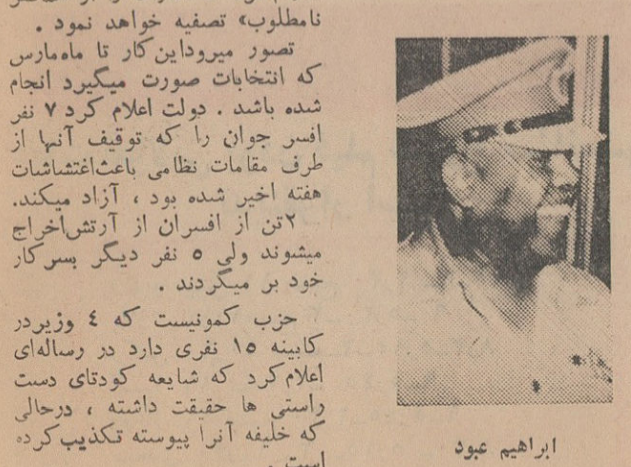 نامطلوب» تصفیه خواهد نمود .
تصور میرود این کار تا ماه مارس
که انتخابات صورت میگیرد انجام
شده باشد . دولت اعلام کرد ۷ نفر
افسر جوان را که توقیف آنها از
طرف مقامات نظامی باعث اغتشاشات
هفته اخیر شده بود ، آزاد میکند.
۲ تن از افسران از آرتش اخراج
میشوند ولی ۵ نفر دیگر بسر کار
خود بر میگردند .
حزب کمونیست که ٤ وزیر در
کابینه ۱۵ نفری دارد در رساله‌ای
اعلام کرد که شایعه کودتای دست
راستی ها حقیقت داشته ، در حالی
که خلیفه آنرا پیوسته تکذیب کرده
است .
ابراهیم عبود